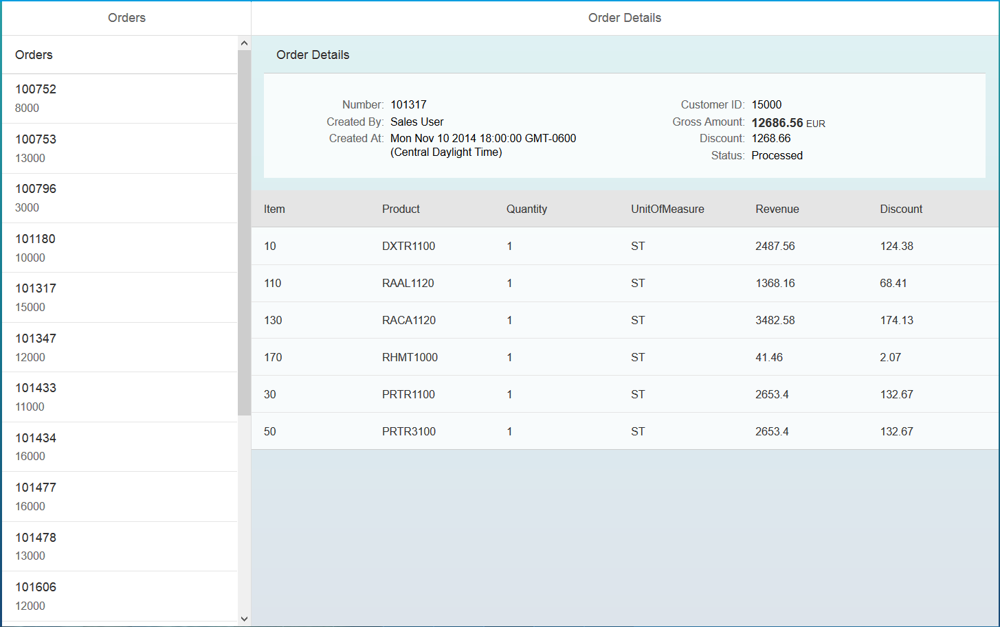 Orders
Order Details
Orders
100752
8000
100753
13000
100796
3000
101180
10000
101317
15000
101347
12000
101433
11000
101434
16000
101477
16000
101478
13000
101606
12000
Order Details
Number: 101317
Created By: Sales User
Created At: Mon Nov 10 2014 18:00:00 GMT-0600
(Central Daylight Time)
Customer ID: 15000
Gross Amount: 12686.56 EUR
Discount: 1268.66
Status: Processed
Item Product Quantity UnitOfMeasure Revenue Discount
10 DXTR1100 1 ST 2487.56 124.38
110 RAAL1120 1 ST 1368.16 68.41
130 RACA1120 1 ST 3482.58 174.13
170 RHMT1000 1 ST 41.46 2.07
30 PRTR1100 1 ST 2653.4 132.67
50 PRTR3100 1 ST 2653.4 132.67